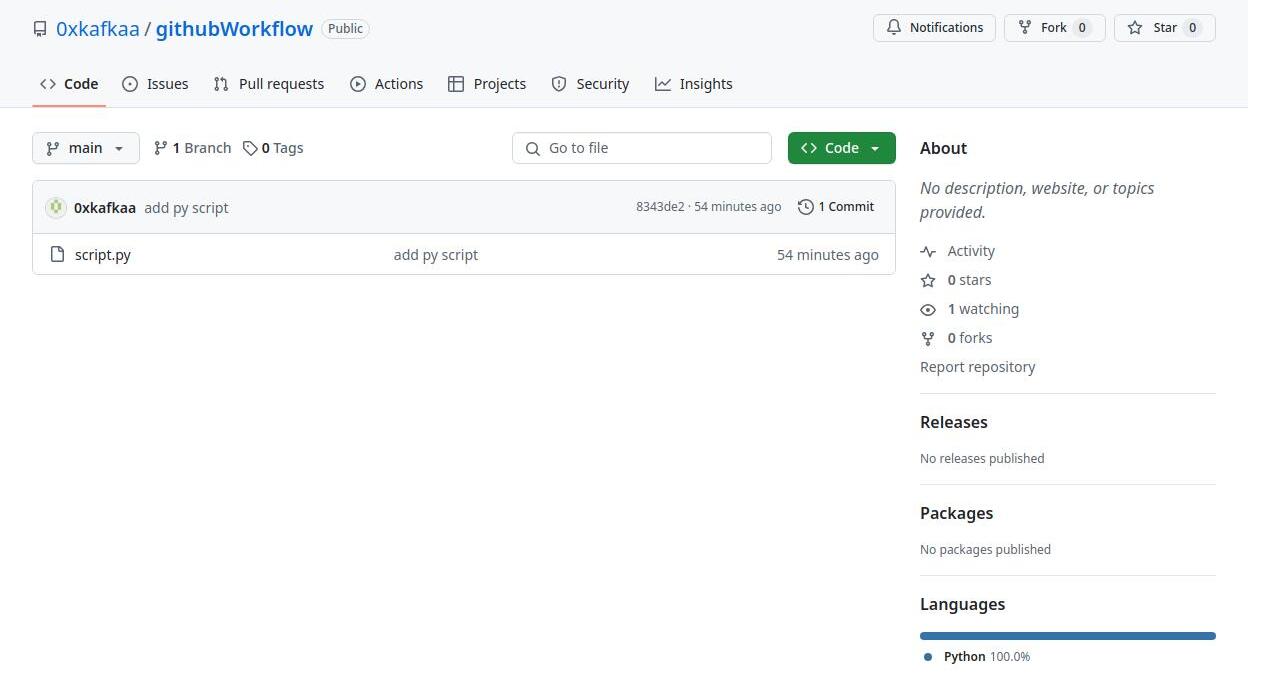 0xkafkaa / githubWorkflow Public
Notifications Fork 0 Star 0
Code Issues Pull requests Actions Projects Security Insights
main 1 Branch 0 Tags Go to file Code
0xkafkaa add py script 8343de2 · 54 minutes ago 1 Commit
script.py add py script 54 minutes ago
About
No description, website, or topics
provided.
Activity
0 stars
1 watching
0 forks
Report repository
Releases
No releases published
Packages
No packages published
Languages
Python 100.0%